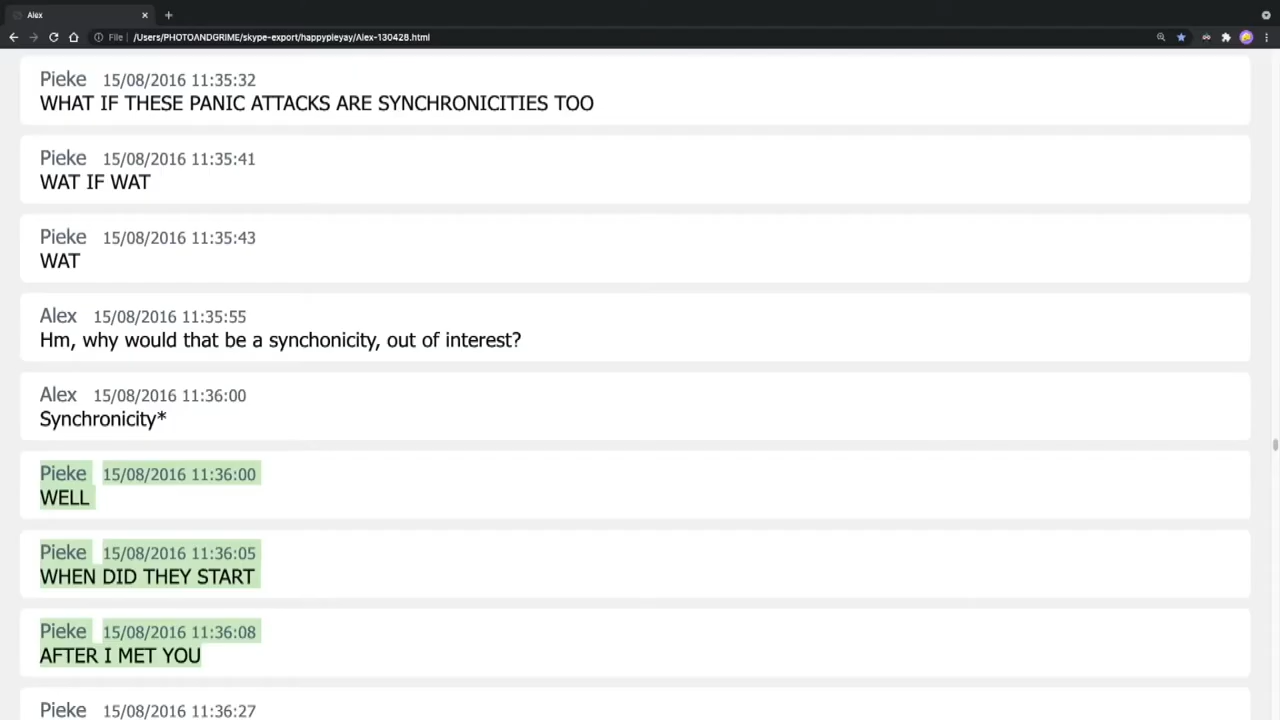 Alex
File /Users/PHOTOANDGRIME/skype-export/happypieyay/Alex-130428.html
Pieke 15/08/2016 11:35:32
WHAT IF THESE PANIC ATTACKS ARE SYNCHRONICITIES TOO
Pieke 15/08/2016 11:35:41
WAT IF WAT
Pieke 15/08/2016 11:35:43
WAT
Alex 15/08/2016 11:35:55
Hm, why would that be a synchonicity, out of interest?
Alex 15/08/2016 11:36:00
Synchronicity*
Pieke 15/08/2016 11:36:00
WELL
Pieke 15/08/2016 11:36:05
WHEN DID THEY START
Pieke 15/08/2016 11:36:08
AFTER I MET YOU
Pieke 15/08/2016 11:36:27